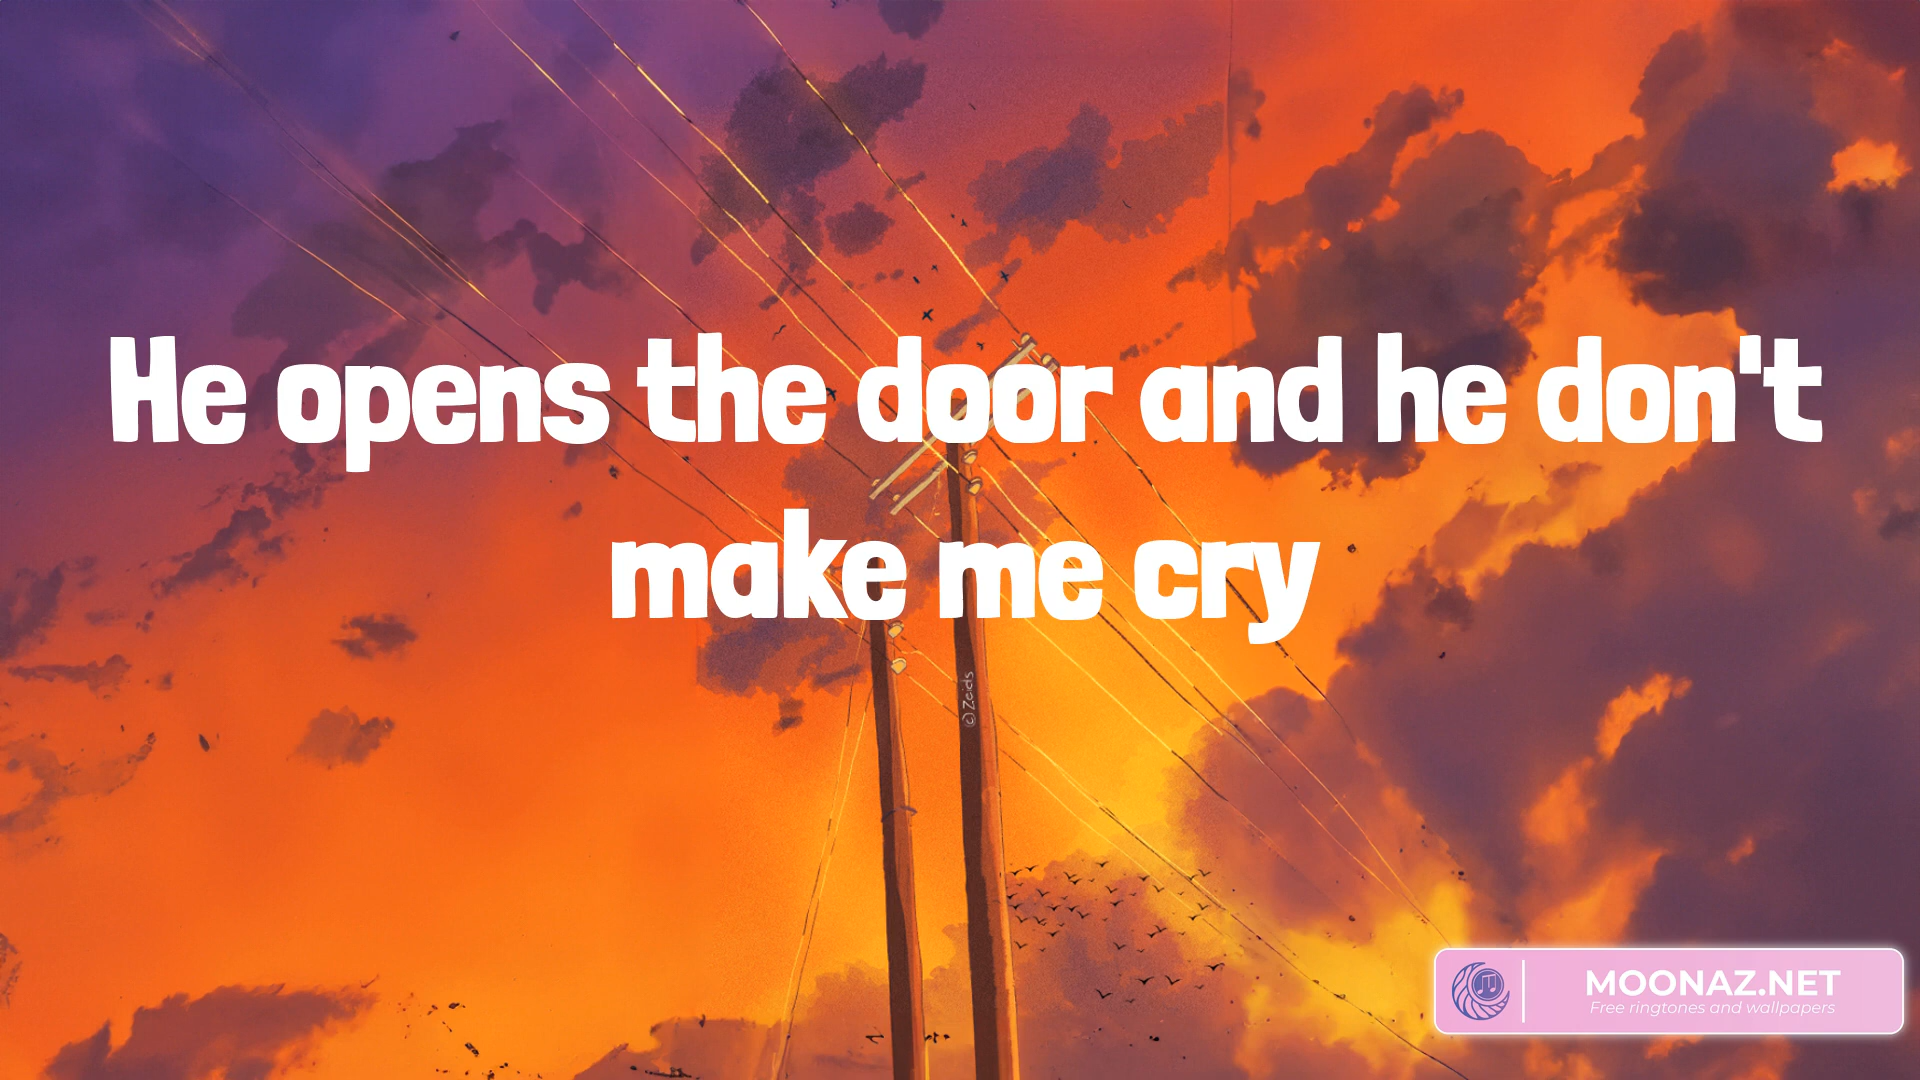 He opens the door and he don't
make me cry
Zeids
MOONAZ.NET
Free ringtones and wallpapers